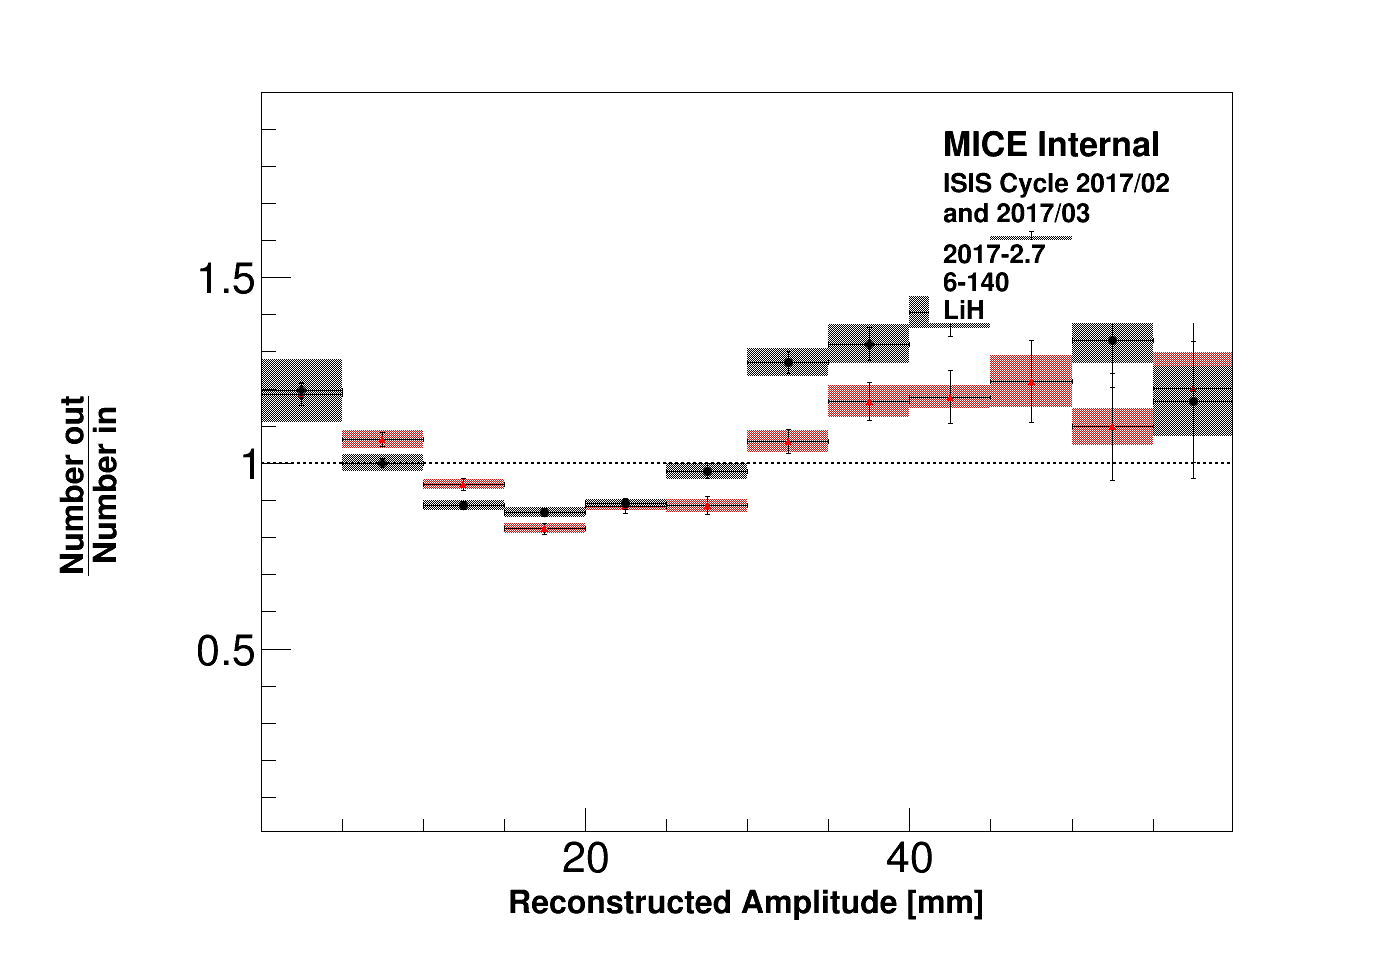 MICE Internal
ISIS Cycle 2017/02
and 2017/03
2017-2.7
6-140
LiH
1.5
1
0.5
Number out
Number in
20
40
Reconstructed Amplitude [mm]